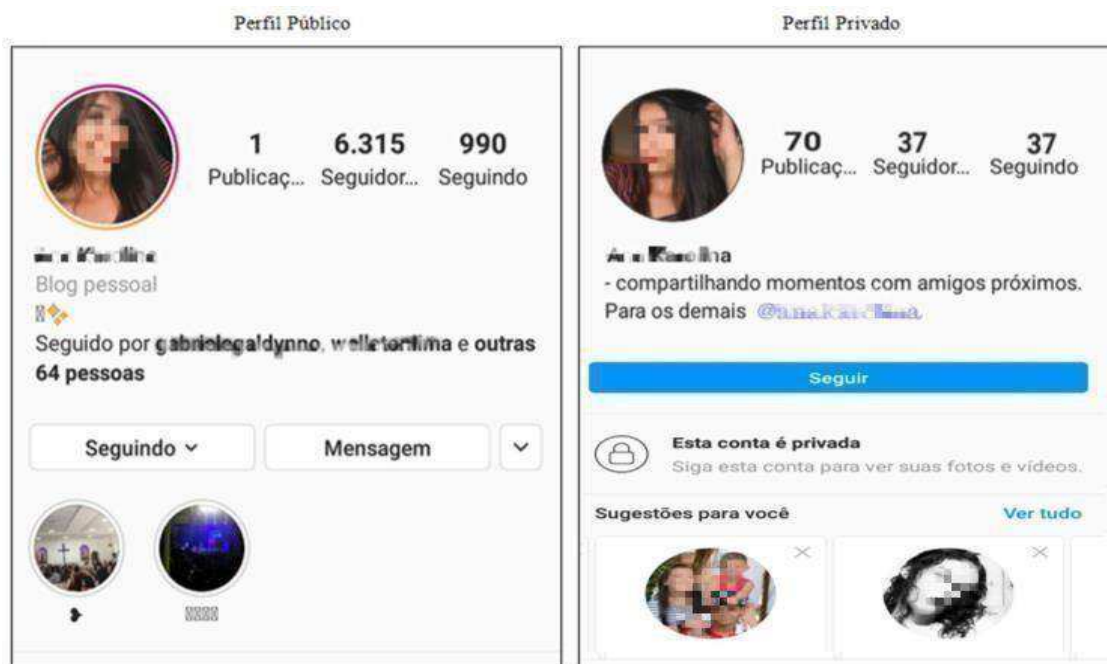 Perfil Público
1 6.315 990
Publicaç... Seguidor... Seguindo
Blog pessoal
Seguido por e outras
64 pessoas
Seguindo Mensagem
Perfil Privado
70 37 37
Publicaç... Seguidor... Seguindo
- compartilhando momentos com amigos próximos.
Para os demais
Seguir
Esta conta é privada
Siga esta conta para ver suas fotos e vídeos.
Sugestões para você Ver tudo